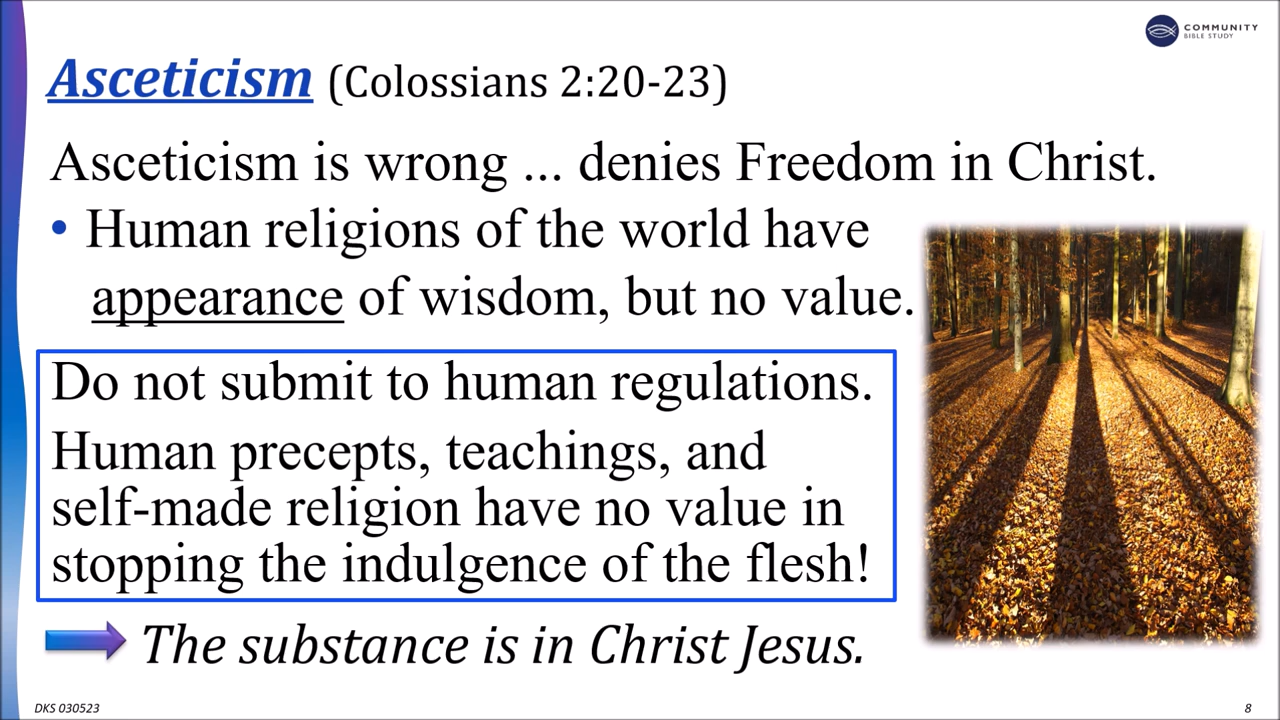 COMMUNITY
BIBLE STUDY
Asceticism (Colossians 2:20-23)
Asceticism is wrong ... denies Freedom in Christ.
• Human religions of the world have
appearance of wisdom, but no value.
Do not submit to human regulations.
Human precepts, teachings, and
self-made religion have no value in
stopping the indulgence of the flesh!
The substance is in Christ Jesus.
DKS 030523
8